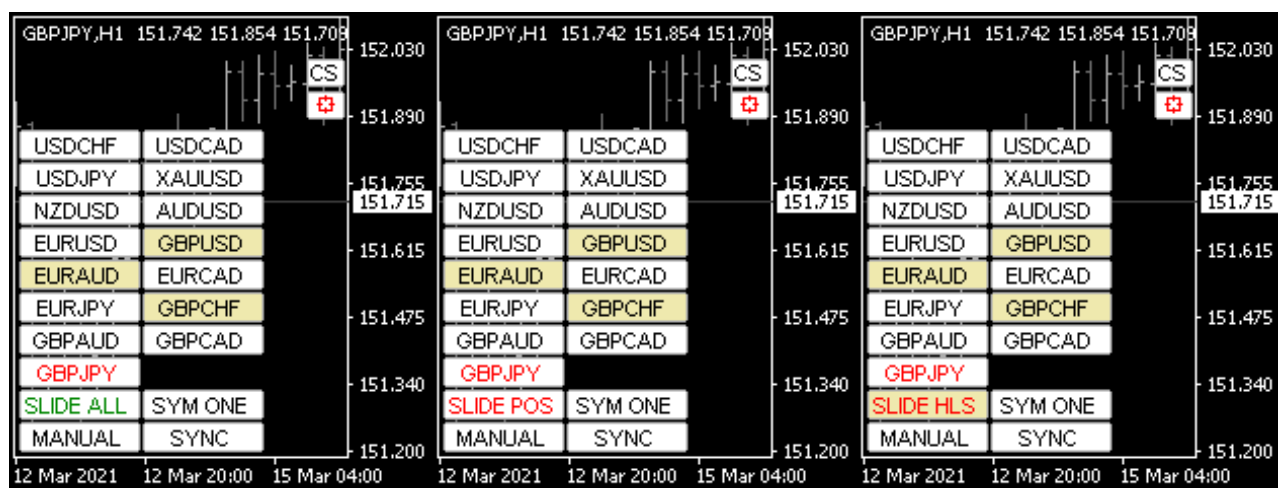 GBPJPY,H1 151.742 151.854 151.709
152.030
CS
151.890
USDCHF USDCAD
USDJPY XAUUSD
151.755
NZDUSD AUDUSD
151.715
EURUSD GBPUSD
151.615
EURAUD EURCAD
EURJPY GBPCHF
151.475
GBPAUD GBPCAD
GBPJPY
151.340
SLIDE ALL SYM ONE
MANUAL SYNC
151.200
12 Mar 2021 12 Mar 20:00 15 Mar 04:00
GBPJPY,H1 151.742 151.854 151.709
152.030
CS
151.890
USDCHF USDCAD
USDJPY XAUUSD
151.755
NZDUSD AUDUSD
151.715
EURUSD GBPUSD
151.615
EURAUD EURCAD
EURJPY GBPCHF
151.475
GBPAUD GBPCAD
GBPJPY
151.340
SLIDE POS SYM ONE
MANUAL SYNC
151.200
12 Mar 2021 12 Mar 20:00 15 Mar 04:00
GBPJPY,H1 151.742 151.854 151.709
152.030
CS
151.890
USDCHF USDCAD
USDJPY XAUUSD
151.755
NZDUSD AUDUSD
151.715
EURUSD GBPUSD
151.615
EURAUD EURCAD
EURJPY GBPCHF
151.475
GBPAUD GBPCAD
GBPJPY
151.340
SLIDE HLS SYM ONE
MANUAL SYNC
151.200
12 Mar 2021 12 Mar 20:00 15 Mar 04:00